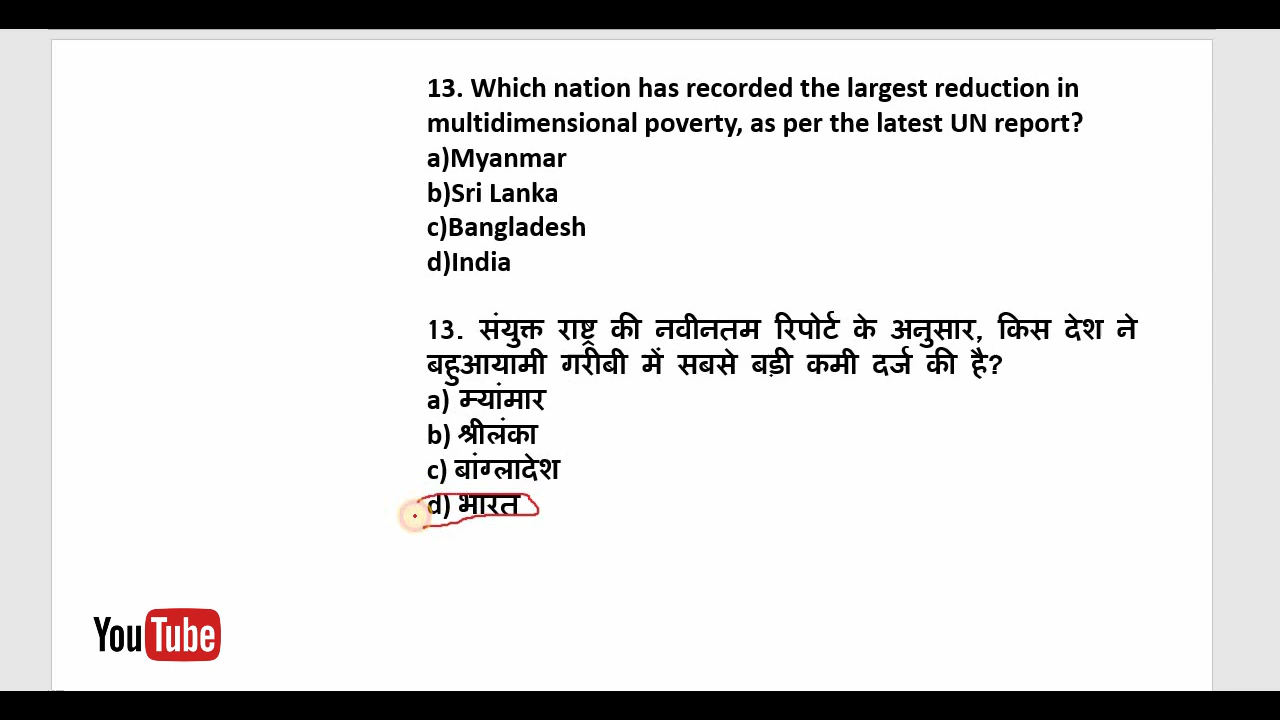 13. Which nation has recorded the largest reduction in
multidimensional poverty, as per the latest UN report?
a)Myanmar
b)Sri Lanka
c)Bangladesh
d)India
13. संयुक्त राष्ट्र की नवीनतम रिपोर्ट के अनुसार, किस देश ने
बहुआयामी गरीबी में सबसे बड़ी कमी दर्ज की है?
a) म्यांमार
b) श्रीलंका
c) बांग्लादेश
d) भारत
YouTube